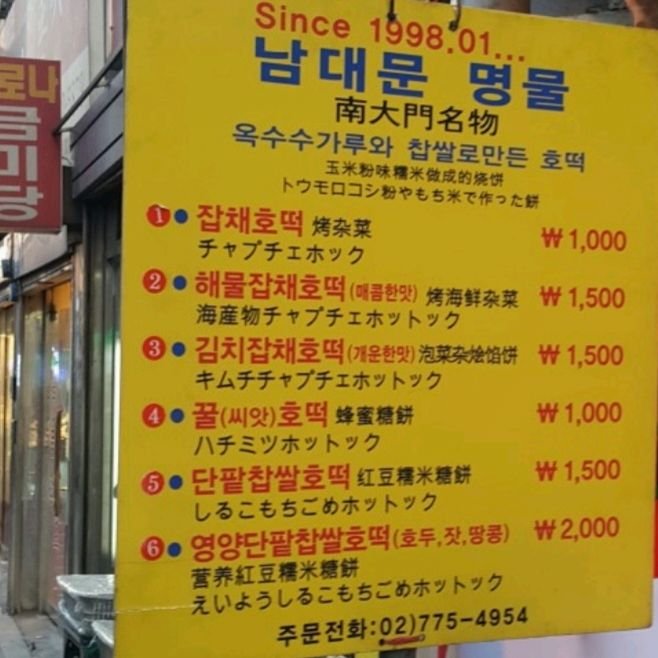 Since 1998.01...
남대문 명물
南大門名物
옥수수가루와 찹쌀로만든 호떡
玉米粉味糯米做成的烧饼
トウモロコシ粉やもち米で作った餅
1 ● 잡채호떡 烤杂菜 ₩1,000
チャプチェホック
2 ● 해물잡채호떡(매콤한맛) 烤海鲜杂菜 ₩1,500
海産物チャプチェホットック
3 ● 김치잡채호떡(개운한맛) 泡菜杂烩馅饼 ₩1,500
キムチチャプチェホットック
4 ● 꿀(씨앗)호떡 蜂蜜糖餅 ₩1,000
ハチミツホットック
5 ● 단팥찹쌀호떡 红豆糯米糖餅 ₩1,500
しるこもちごめホットック
6 ● 영양단팥찹쌀호떡(호두,잣,땅콩) ₩2,000
营养紅豆糯米糖餅
えいようしるこもちごめホットック
주문전화:02)775-4954
로나
금
미
당